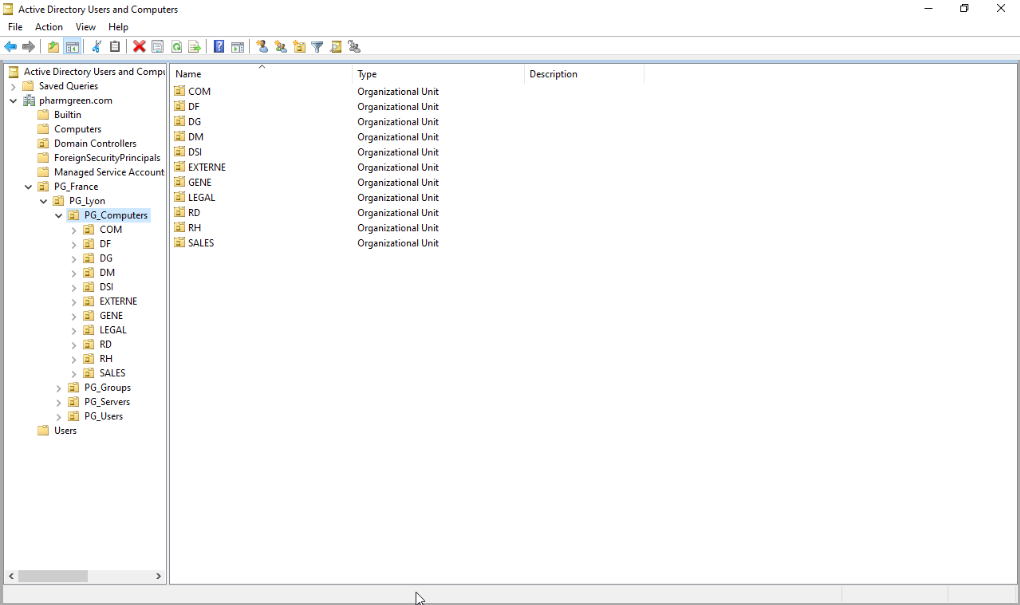 Active Directory Users and Computers
File Action View Help
Active Directory Users and Compu
Saved Queries
pharmgreen.com
Builtin
Computers
Domain Controllers
ForeignSecurityPrincipals
Managed Service Account
PG_France
PG_Lyon
PG_Computers
COM
DF
DG
DM
DSI
EXTERNE
GENE
LEGAL
RD
RH
SALES
PG_Groups
PG_Servers
PG_Users
Users
Name Type Description
COM Organizational Unit
DF Organizational Unit
DG Organizational Unit
DM Organizational Unit
DSI Organizational Unit
EXTERNE Organizational Unit
GENE Organizational Unit
LEGAL Organizational Unit
RD Organizational Unit
RH Organizational Unit
SALES Organizational Unit